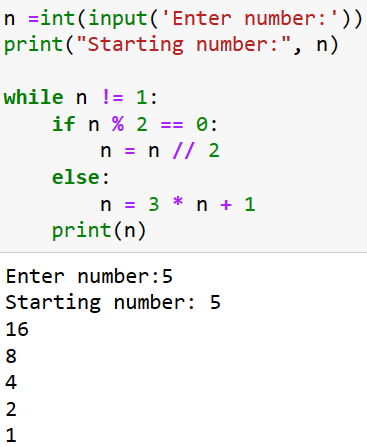 n =int(input('Enter number:'))
print("Starting number:", n)
while n != 1:
    if n % 2 == 0:
        n = n // 2
    else:
        n = 3 * n + 1
    print(n)
Enter number:5
Starting number: 5
16
8
4
2
1